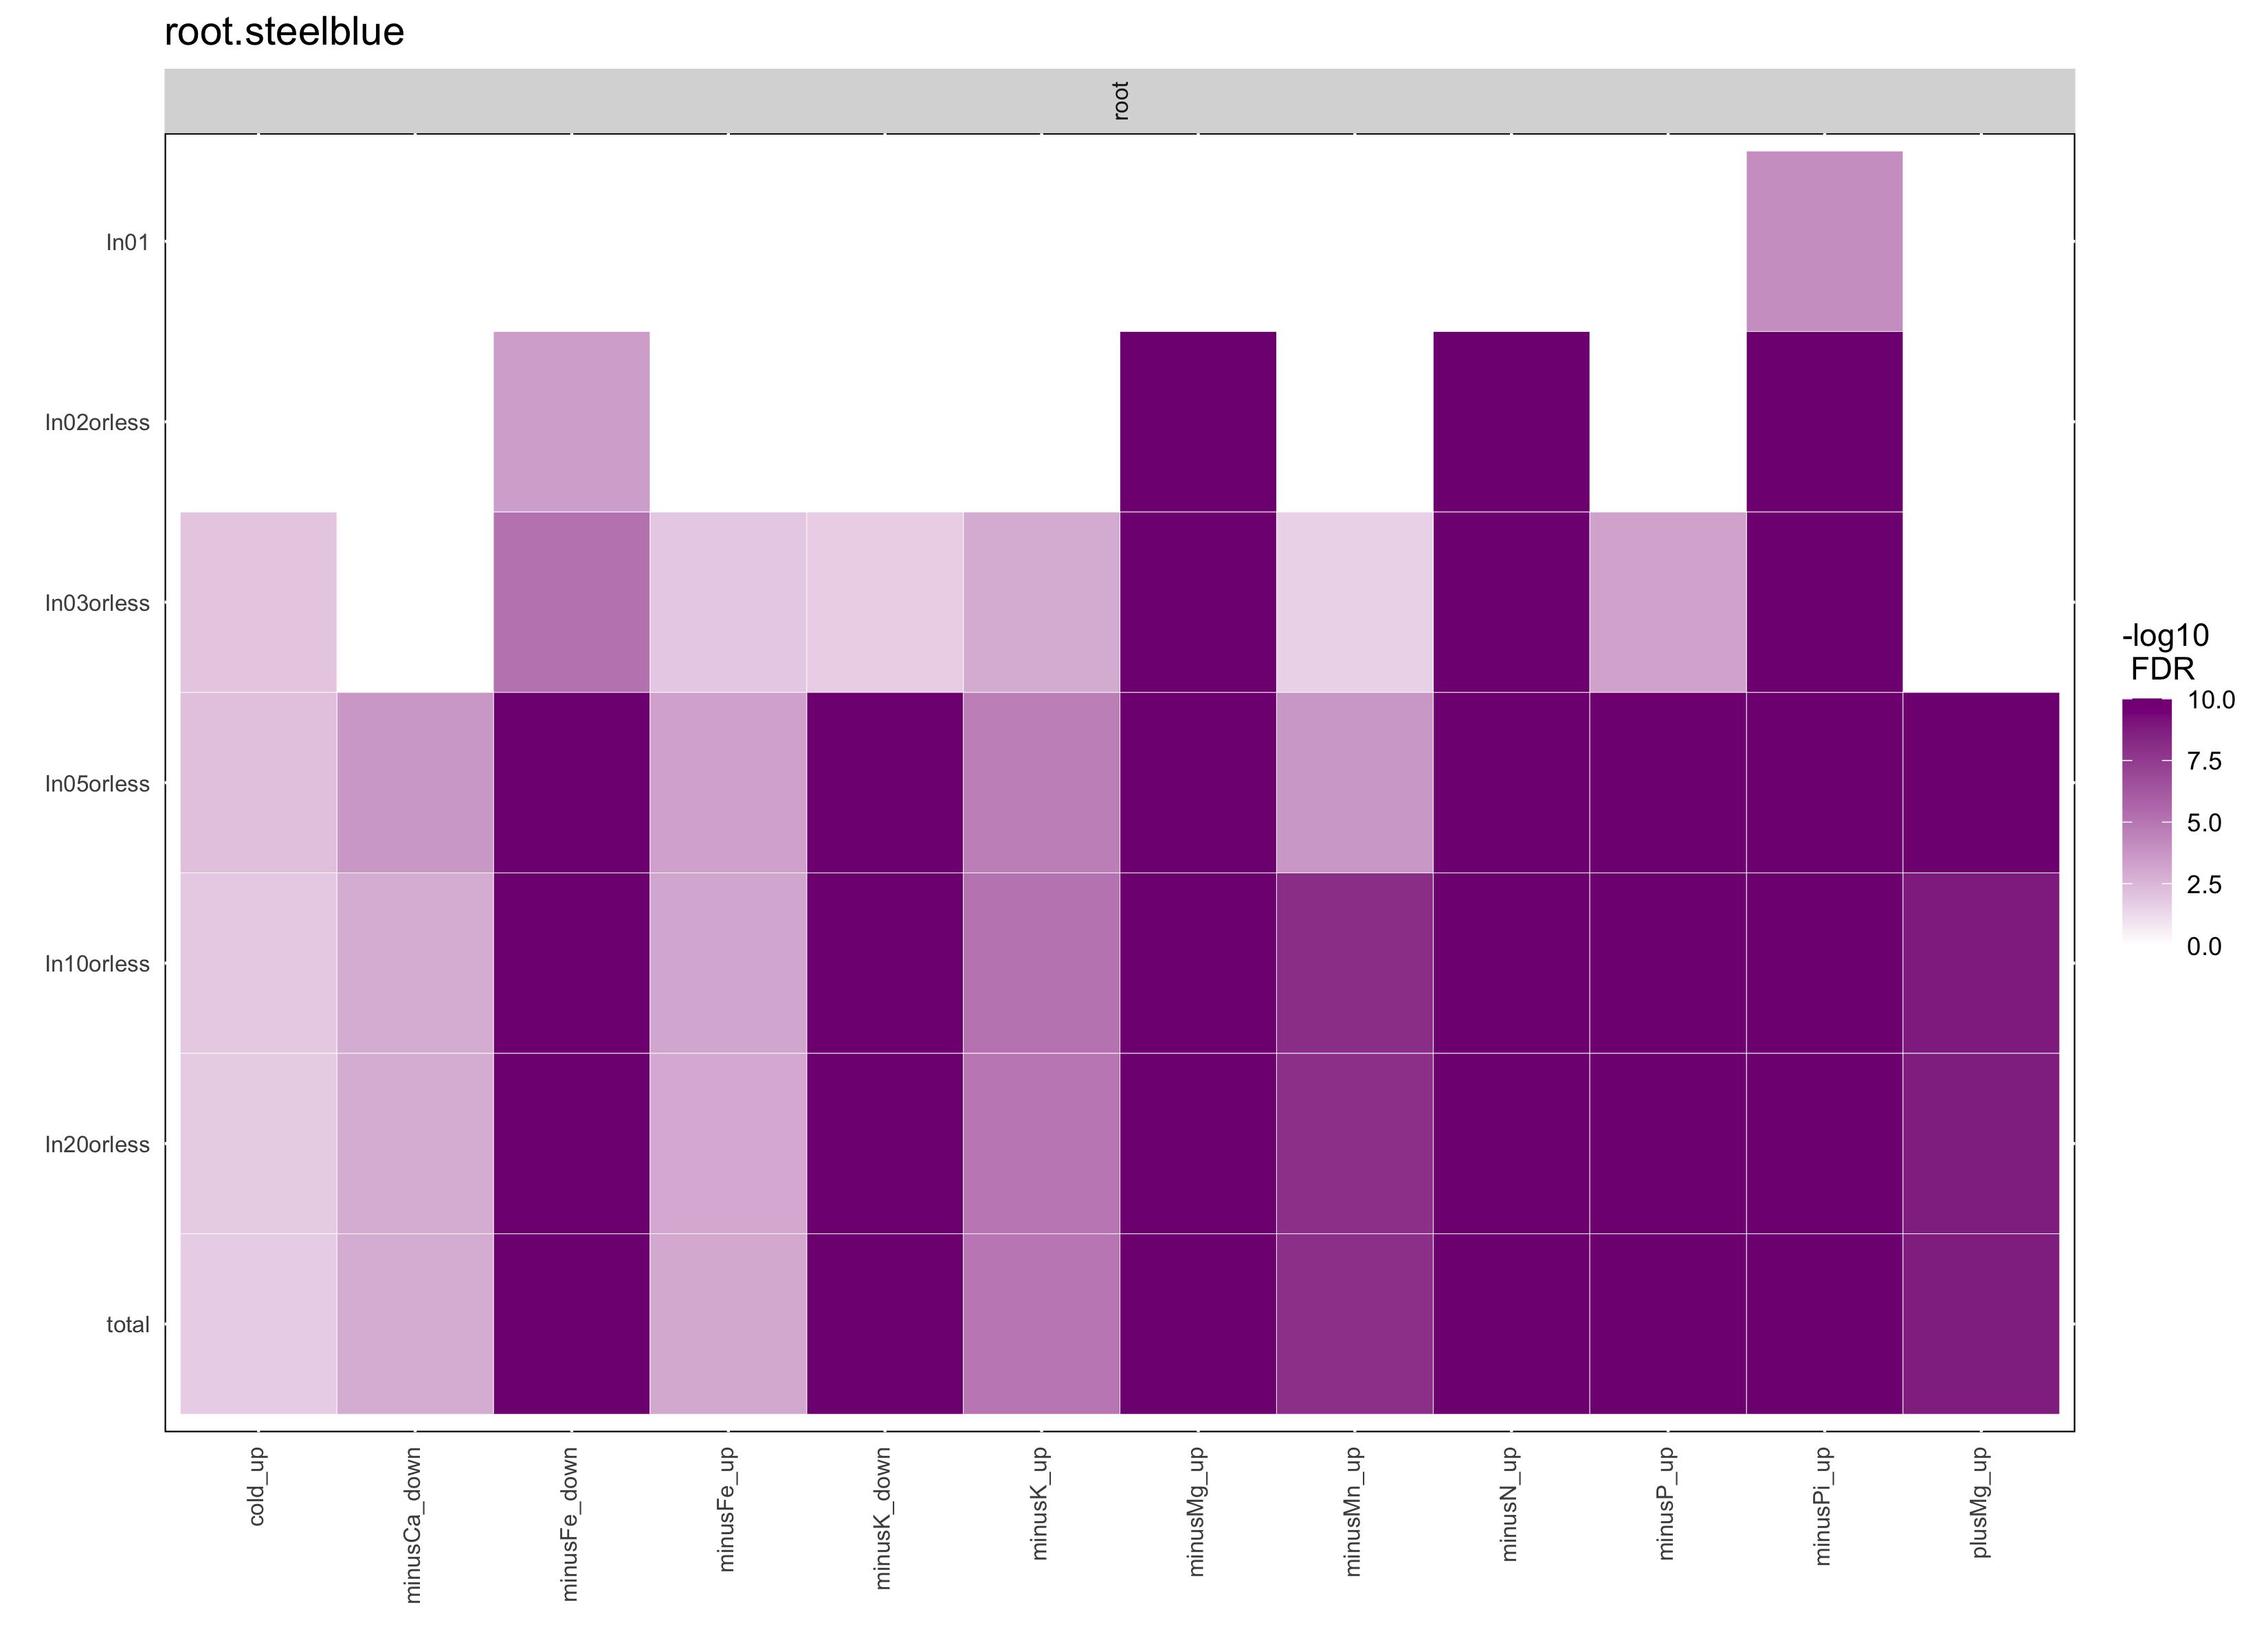 root.steelblue
root
In01
In02orless
In03orless
In05orless
In10orless
In20orless
total
-log10
FDR
10.0
7.5
5.0
2.5
0.0
cold_up
minusCa_down
minusFe_down
minusFe_up
minusK_down
minusK_up
minusMg_up
minusMn_up
minusN_up
minusP_up
minusPi_up
plusMg_up